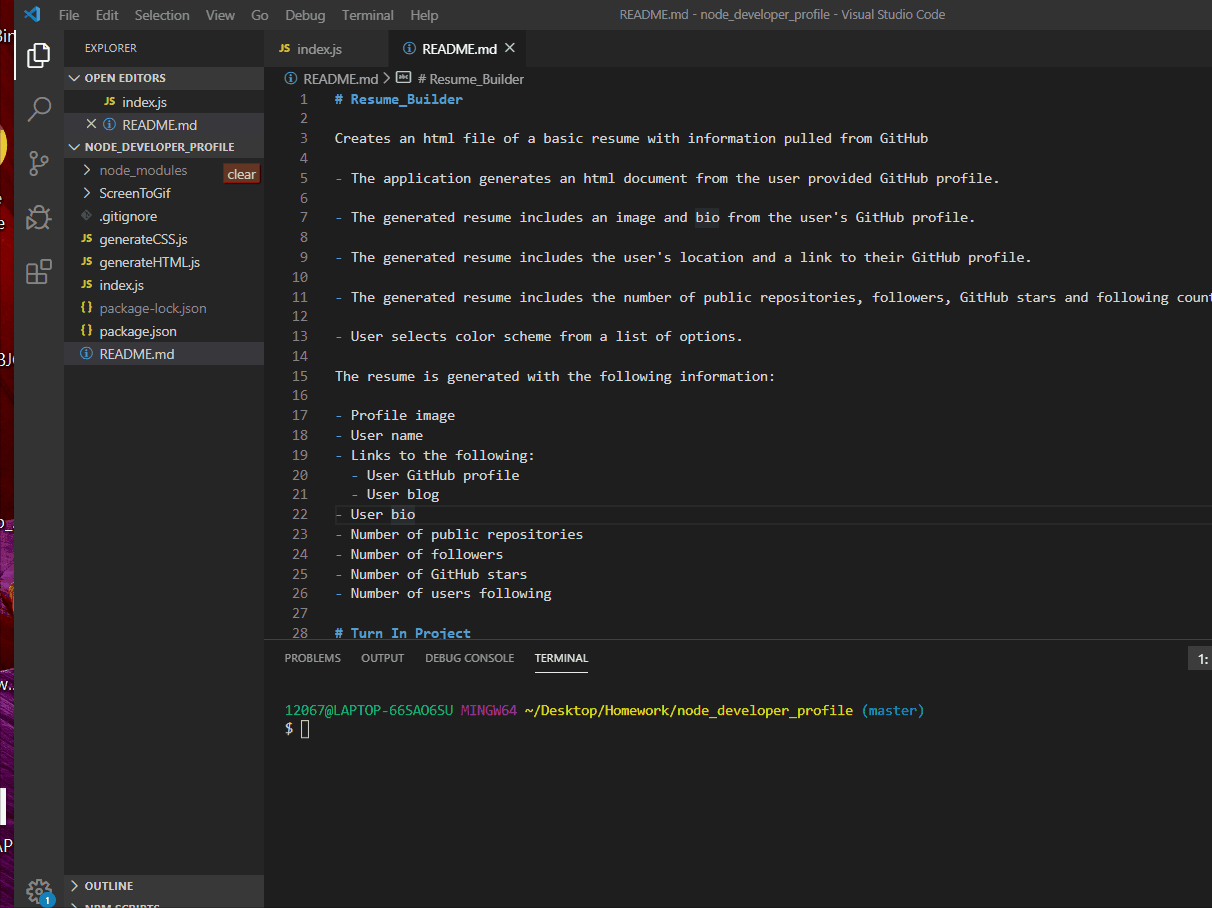 File Edit Selection View Go Debug Terminal Help README.md - node_developer_profile - Visual Studio Code
EXPLORER
JS index.js
README.md
OPEN EDITORS
JS index.js
README.md
NODE_DEVELOPER_PROFILE
node_modules
clear
ScreenToGif
.gitignore
JS generateCSS.js
JS generateHTML.js
JS index.js
{} package-lock.json
{} package.json
README.md
OUTLINE
NPM SCRIPTS
1
README.md > abc # Resume_Builder
1 # Resume_Builder
2
3 Creates an html file of a basic resume with information pulled from GitHub
4
5 - The application generates an html document from the user provided GitHub profile.
6
7 - The generated resume includes an image and bio from the user's GitHub profile.
8
9 - The generated resume includes the user's location and a link to their GitHub profile.
10
11 - The generated resume includes the number of public repositories, followers, GitHub stars and following count
12
13 - User selects color scheme from a list of options.
14
15 The resume is generated with the following information:
16
17 - Profile image
18 - User name
19 - Links to the following:
20 - User GitHub profile
21 - User blog
22 - User bio
23 - Number of public repositories
24 - Number of followers
25 - Number of GitHub stars
26 - Number of users following
27
28 # Turn In Project
PROBLEMS OUTPUT DEBUG CONSOLE TERMINAL 1:
12067@LAPTOP-66SAO6SU MINGW64 ~/Desktop/Homework/node_developer_profile (master)
$